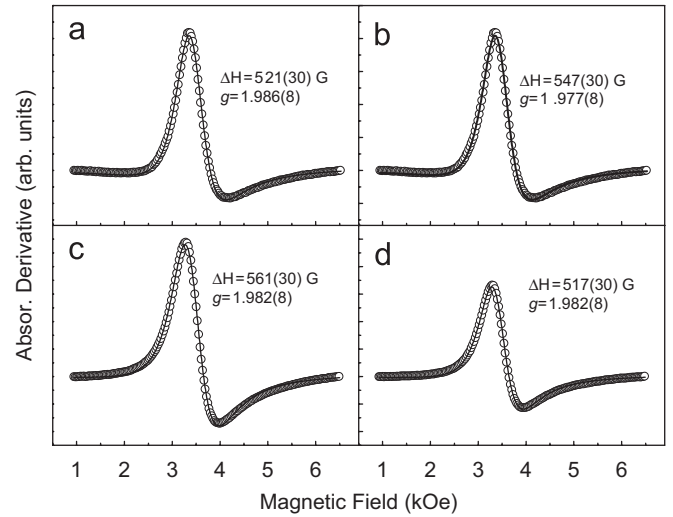 a
ΔH=521(30) G
g=1.986(8)
b
ΔH=547(30) G
g=1 .977(8)
c
ΔH=561(30) G
g=1.982(8)
d
ΔH=517(30) G
g=1.982(8)
Absor. Derivative (arb. units)
1 2 3 4 5 6 1 2 3 4 5 6
Magnetic Field (kOe)